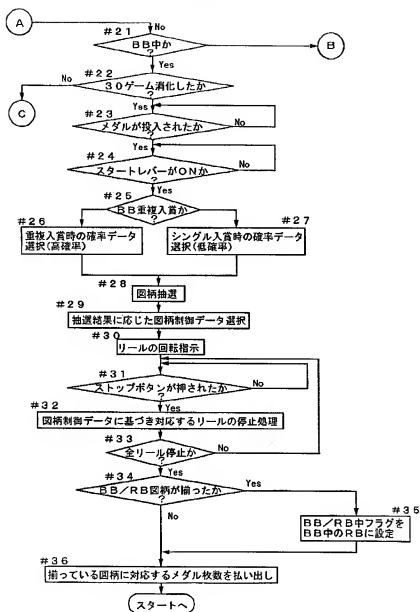 A
No
#21
BB中か
?
B
Yes
#22
No
30ゲーム消化したか
?
C
Yes
#23
メダルが投入されたか
?
No
Yes
#24
スタートレバーがONか
?
No
Yes
#25
BB重複入賞か
?
#26
#27
重複入賞時の確率データ
選択(高確率)
シングル入賞時の確率データ
選択(低確率)
#28
図柄抽選
#29
抽選結果に応じた図柄制御データ選択
#30
リールの回転指示
#31
ストップボタンが押されたか
?
No
Yes
#32
図柄制御データに基づき対応するリールの停止処理
#33
全リール停止か
?
No
Yes
#34
BB/RB図柄が揃ったか
?
Yes
#35
No
BB/RB中フラグを
BB中のRBに設定
#36
揃っている図柄に対応するメダル枚数を払い出し
スタートへ